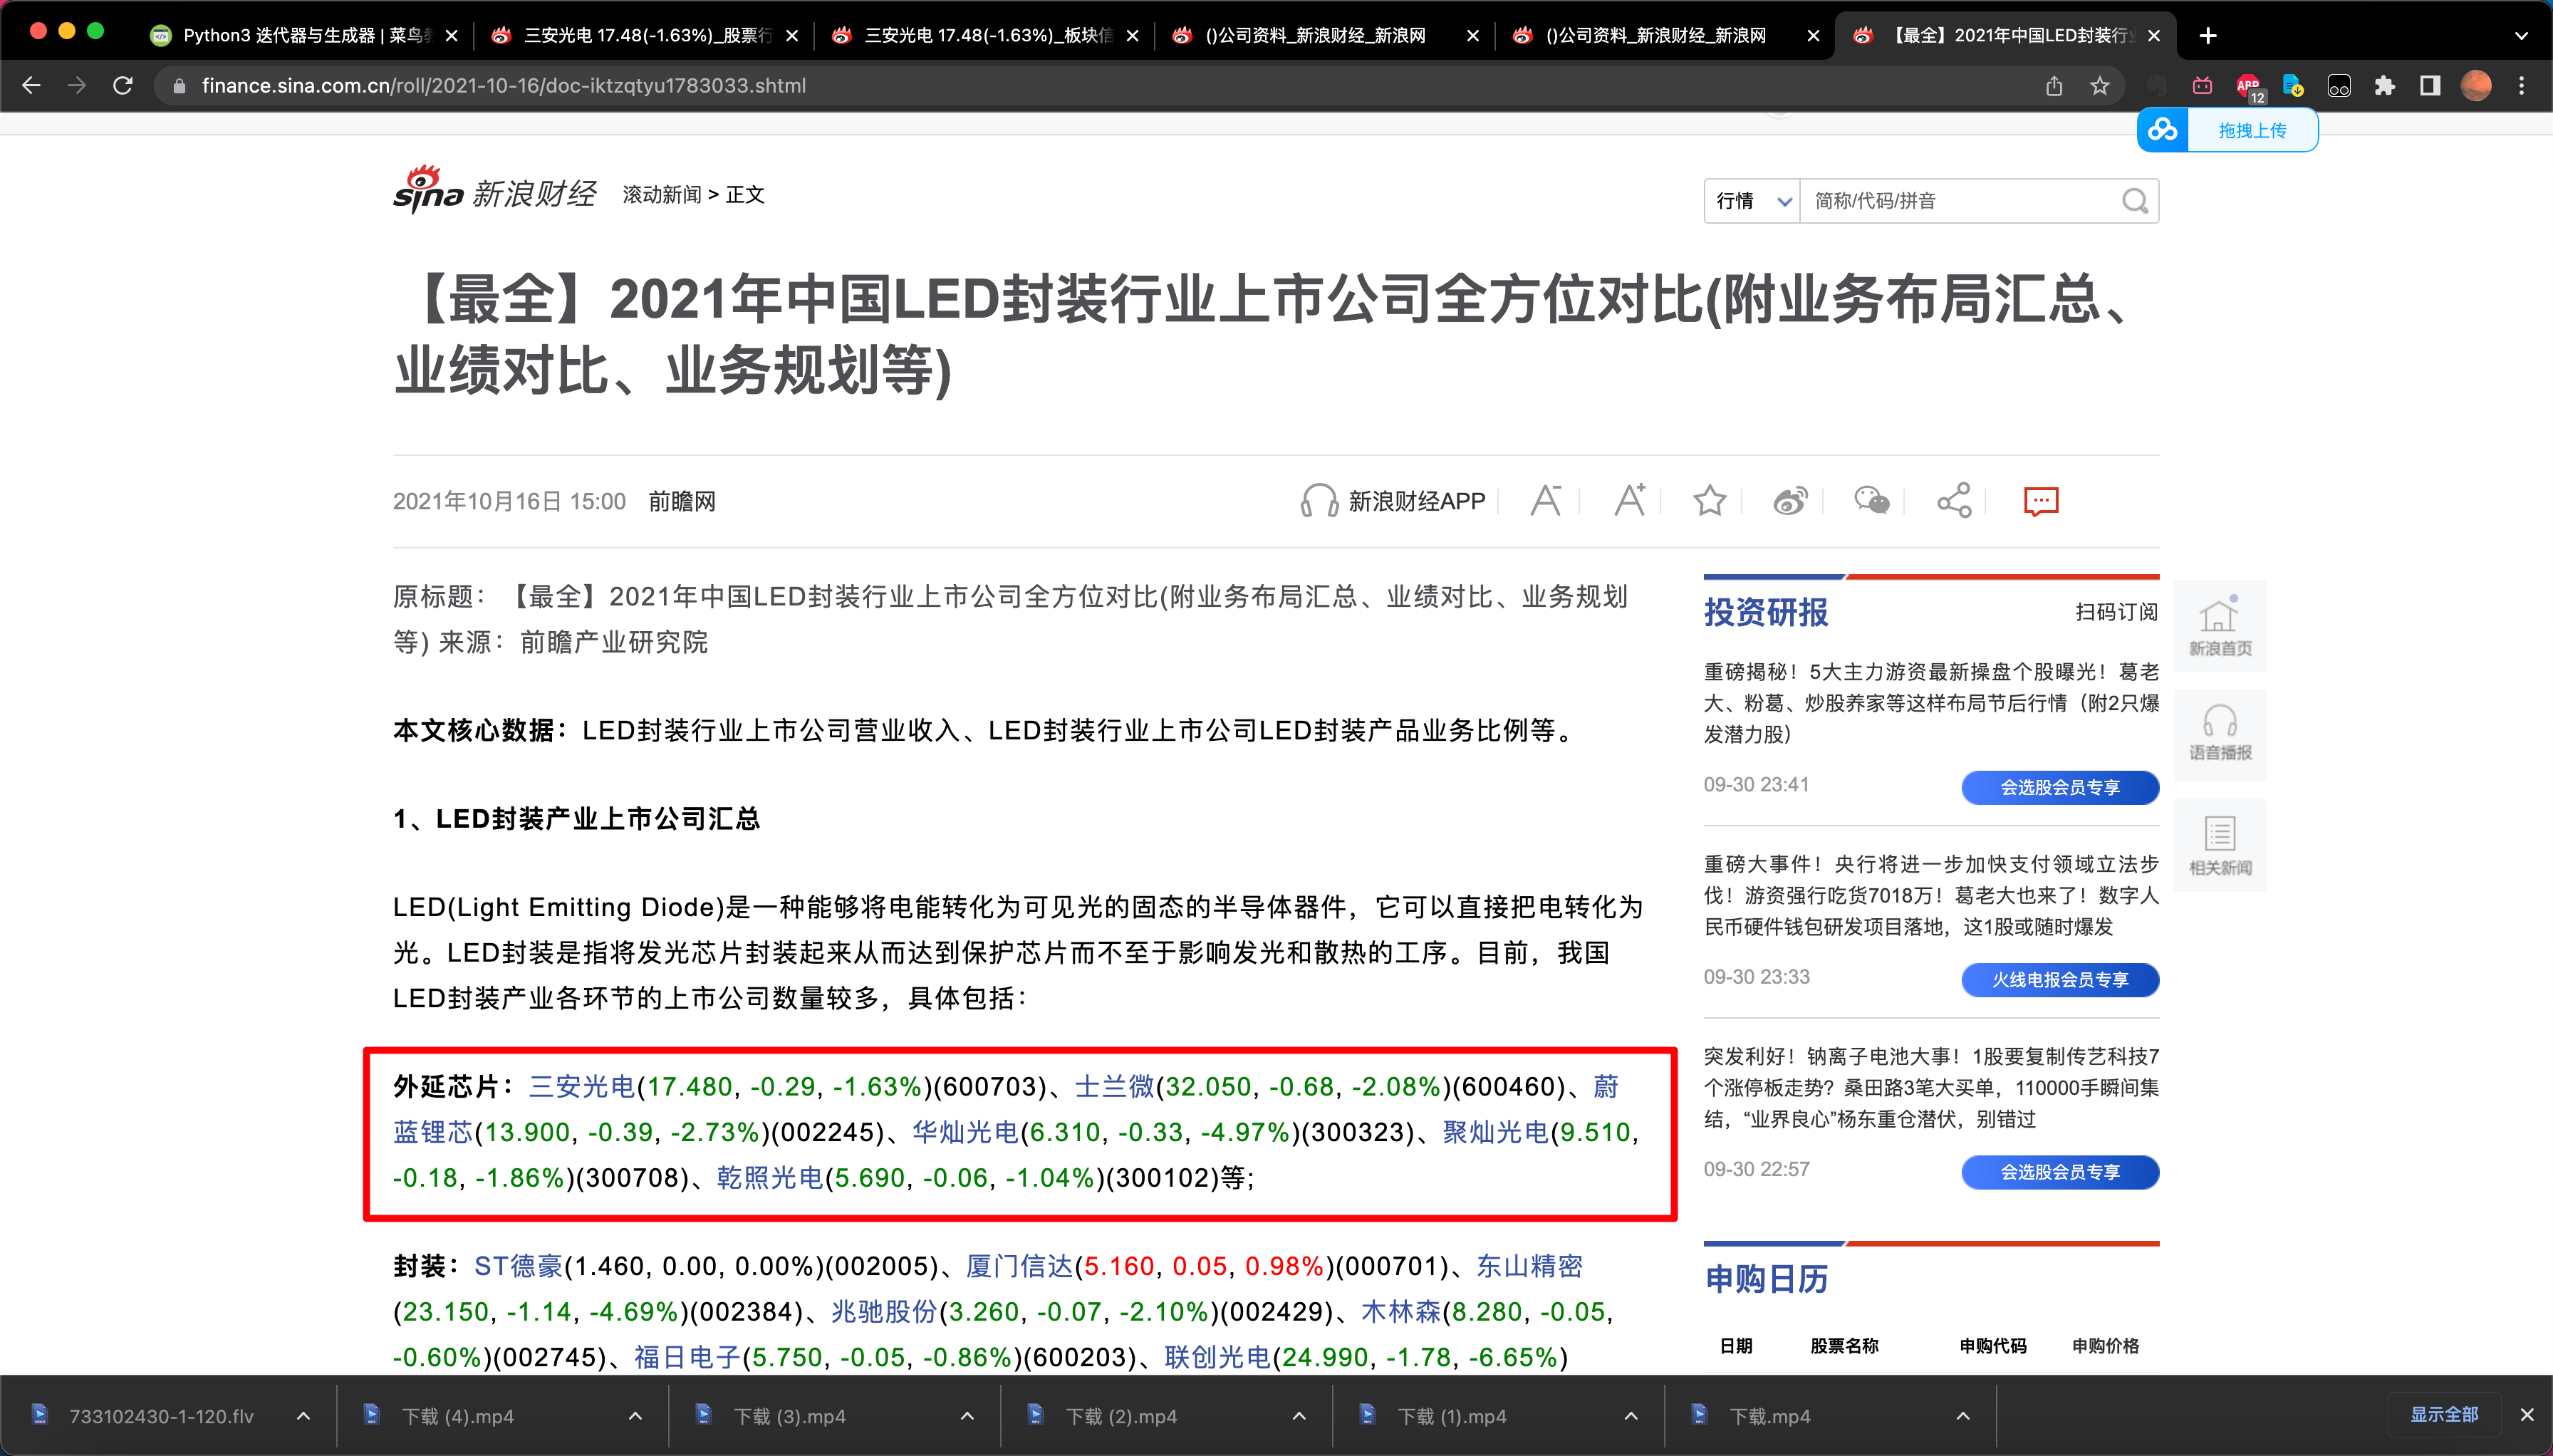 Python3 迭代器与生成器 | 菜鸟教
三安光电 17.48(-1.63%)_股票行
三安光电 17.48(-1.63%)_板块信
()公司资料_新浪财经_新浪网
()公司资料_新浪财经_新浪网
【最全】2021年中国LED封装行业
finance.sina.com.cn/roll/2021-10-16/doc-iktzqtyu1783033.shtml
ABP
12
拖拽上传
sina 新浪财经
滚动新闻 > 正文
行情
简称/代码/拼音
【最全】2021年中国LED封装行业上市公司全方位对比(附业务布局汇总、
业绩对比、业务规划等)
2021年10月16日 15:00 前瞻网
新浪财经APP
原标题：【最全】2021年中国LED封装行业上市公司全方位对比(附业务布局汇总、业绩对比、业务规划
等) 来源：前瞻产业研究院
本文核心数据：LED封装行业上市公司营业收入、LED封装行业上市公司LED封装产品业务比例等。
1、LED封装产业上市公司汇总
LED(Light Emitting Diode)是一种能够将电能转化为可见光的固态的半导体器件，它可以直接把电转化为
光。LED封装是指将发光芯片封装起来从而达到保护芯片而不至于影响发光和散热的工序。目前，我国
LED封装产业各环节的上市公司数量较多，具体包括：
外延芯片：三安光电(17.480, -0.29, -1.63%)(600703)、士兰微(32.050, -0.68, -2.08%)(600460)、蔚
蓝锂芯(13.900, -0.39, -2.73%)(002245)、华灿光电(6.310, -0.33, -4.97%)(300323)、聚灿光电(9.510,
-0.18, -1.86%)(300708)、乾照光电(5.690, -0.06, -1.04%)(300102)等;
封装：ST德豪(1.460, 0.00, 0.00%)(002005)、厦门信达(5.160, 0.05, 0.98%)(000701)、东山精密
(23.150, -1.14, -4.69%)(002384)、兆驰股份(3.260, -0.07, -2.10%)(002429)、木林森(8.280, -0.05,
-0.60%)(002745)、福日电子(5.750, -0.05, -0.86%)(600203)、联创光电(24.990, -1.78, -6.65%)
投资研报
扫码订阅
重磅揭秘！5大主力游资最新操盘个股曝光！葛老
大、粉葛、炒股养家等这样布局节后行情（附2只爆
发潜力股）
09-30 23:41
会选股会员专享
重磅大事件！央行将进一步加快支付领域立法步
伐！游资强行吃货7018万！葛老大也来了！数字人
民币硬件钱包研发项目落地，这1股或随时爆发
09-30 23:33
火线电报会员专享
突发利好！钠离子电池大事！1股要复制传艺科技7
个涨停板走势？桑田路3笔大买单，110000手瞬间集
结，“业界良心”杨东重仓潜伏，别错过
09-30 22:57
会选股会员专享
申购日历
日期 股票名称 申购代码 申购价格
新浪首页
语音播报
相关新闻
733102430-1-120.flv
下载 (4).mp4
下载 (3).mp4
下载 (2).mp4
下载 (1).mp4
下载.mp4
显示全部